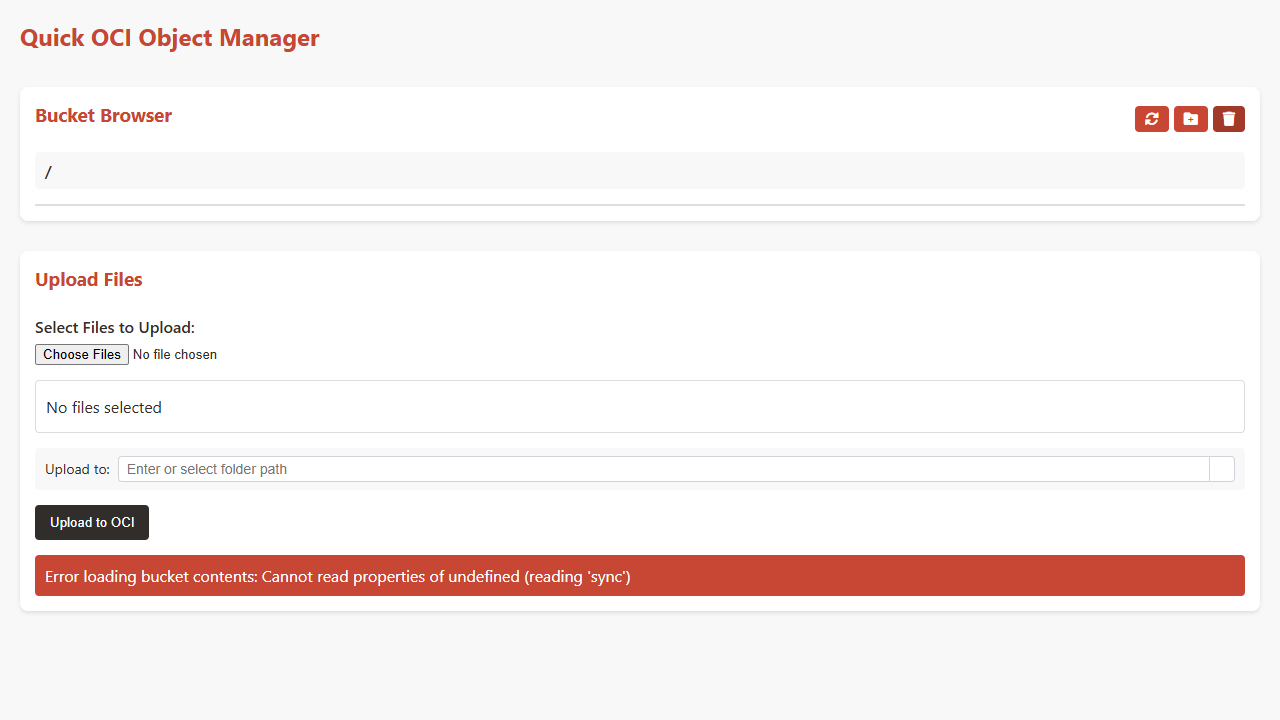 Quick OCI Object Manager
Bucket Browser
/
Upload Files
Select Files to Upload:
Choose Files No file chosen
No files selected
Upload to: Enter or select folder path
Upload to OCI
Error loading bucket contents: Cannot read properties of undefined (reading 'sync')